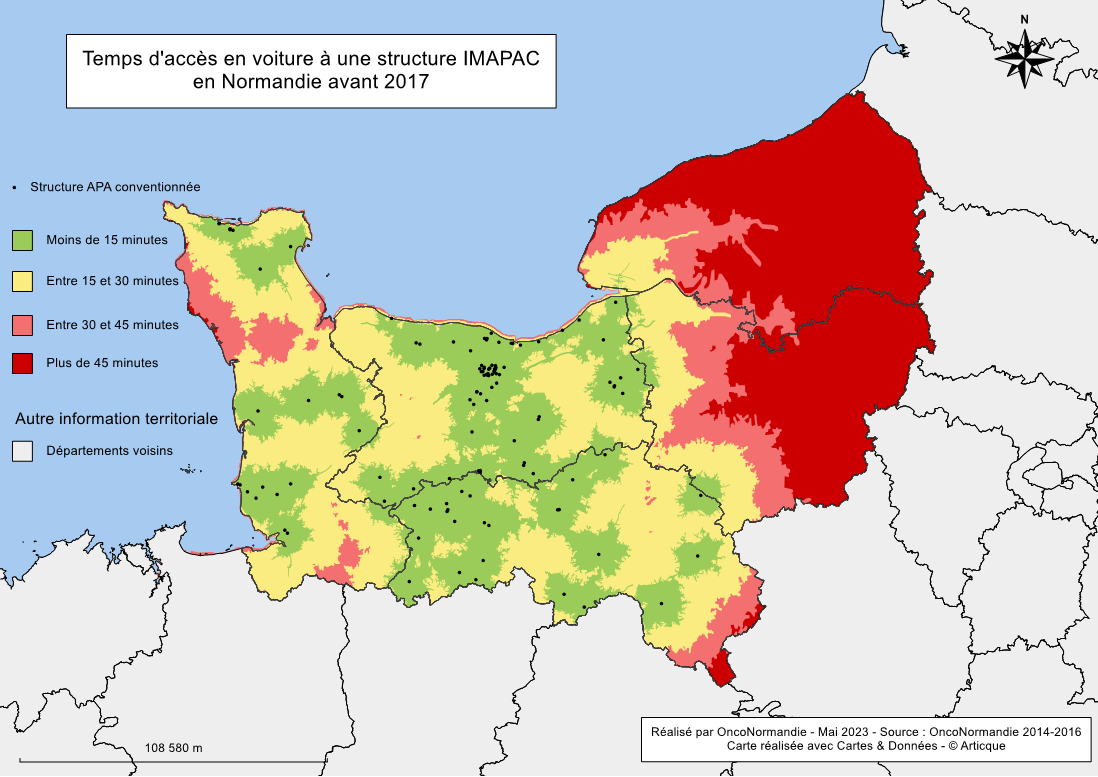 Temps d'accès en voiture à une structure IMAPAC
en Normandie avant 2017
N
Structure APA conventionnée
Moins de 15 minutes
Entre 15 et 30 minutes
Entre 30 et 45 minutes
Plus de 45 minutes
Autre information territoriale
Départements voisins
108 580 m
Réalisé par OncoNormandie - Mai 2023 - Source : OncoNormandie 2014-2016
Carte réalisée avec Cartes & Données - © Articque